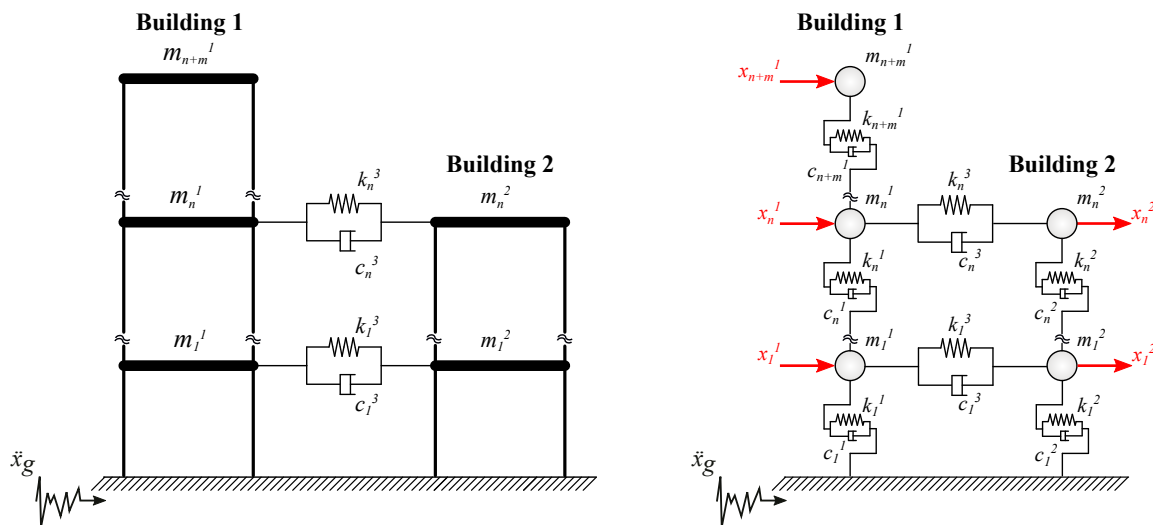 Building 1
m_{n+m}^1
Building 2
k_n^3
m_n^1
m_n^2
c_n^3
k_1^3
m_1^1
m_1^2
c_1^3
ẍ_g
Building 1
m_{n+m}^1
x_{n+m}^1
k_{n+m}^1
c_{n+m}^1
Building 2
k_n^3
m_n^1
m_n^2
x_n^1
x_n^2
c_n^3
k_n^1
k_n^2
c_n^1
c_n^2
k_1^3
m_1^1
m_1^2
x_1^1
x_1^2
c_1^3
k_1^1
k_1^2
c_1^1
c_1^2
ẍ_g